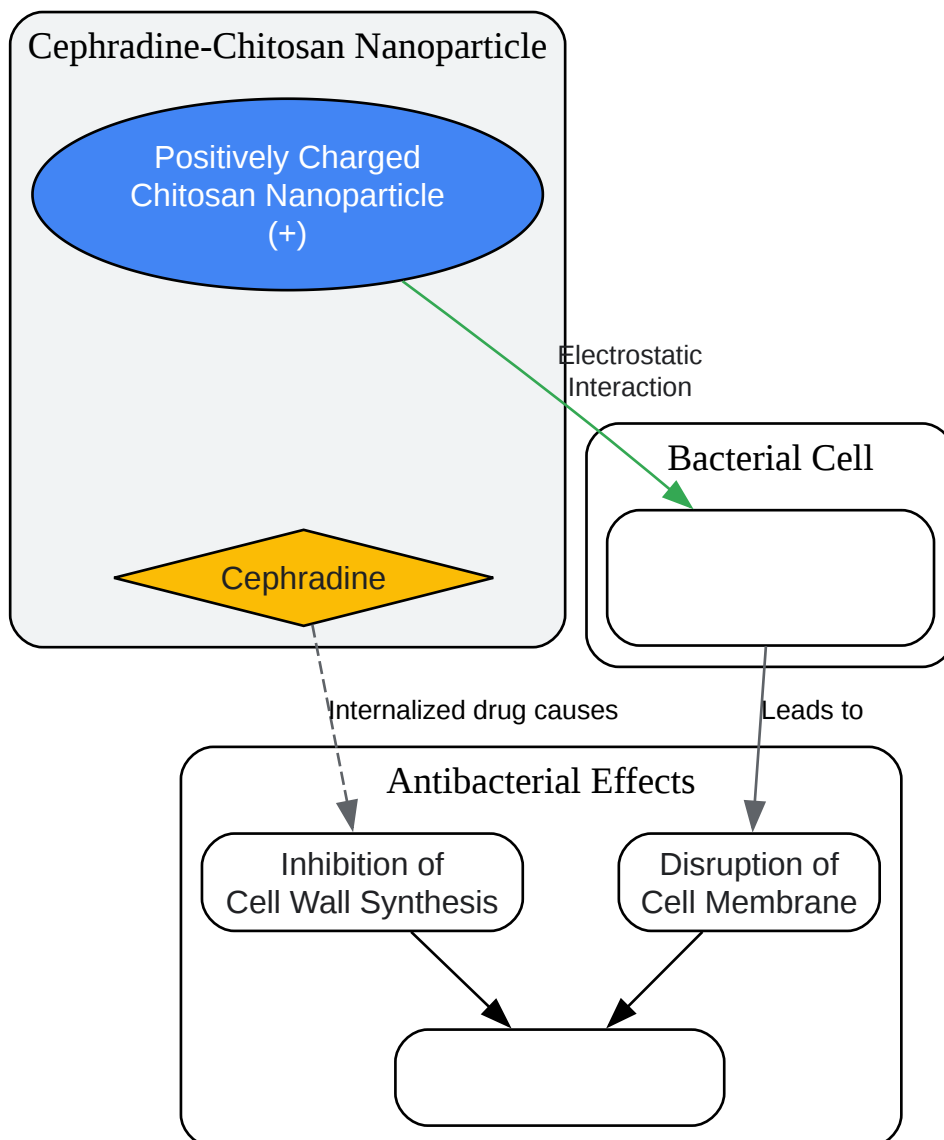 Cephradine-Chitosan Nanoparticle
Positively Charged
Chitosan Nanoparticle
(+)
Electrostatic
Interaction
Bacterial Cell
Cephradine
Internalized drug causes
Leads to
Antibacterial Effects
Inhibition of
Cell Wall Synthesis
Disruption of
Cell Membrane